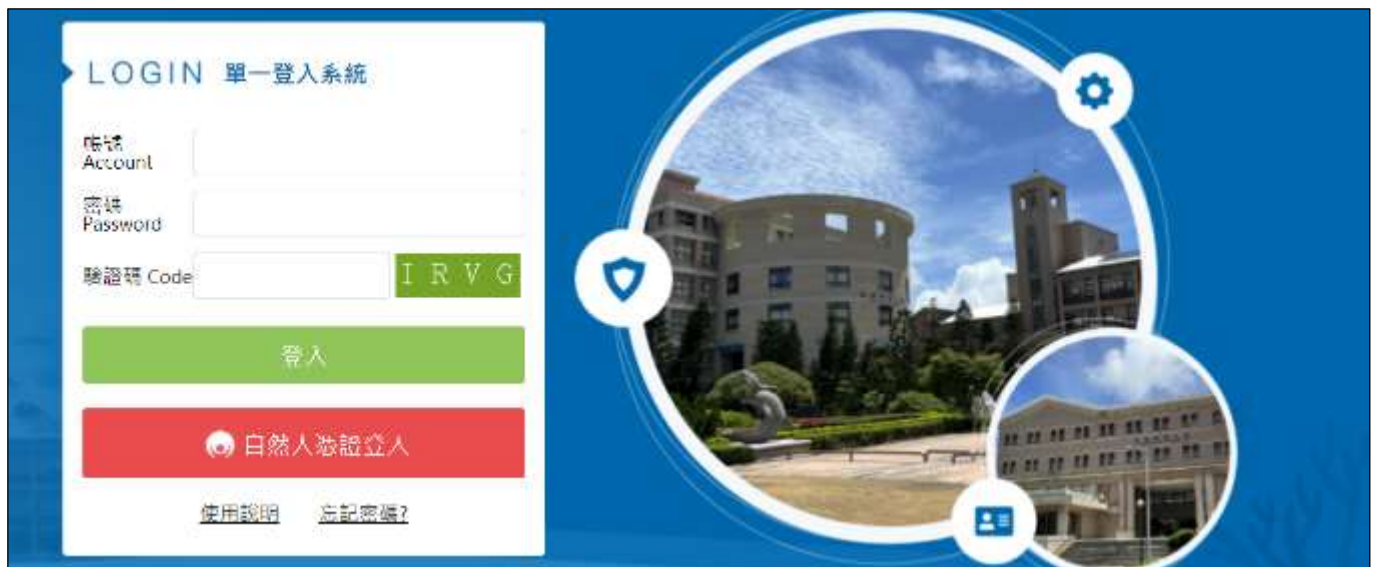 LOGIN 單一登入系統
帳號
Account
密碼
Password
驗證碼 Code
I R V G
登入
自然人憑證登入
使用說明 忘記密碼?